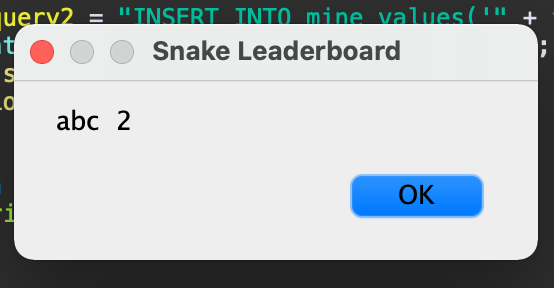 query2 = "INSERT INTO mine values('" +
Snake Leaderboard
abc 2
OK